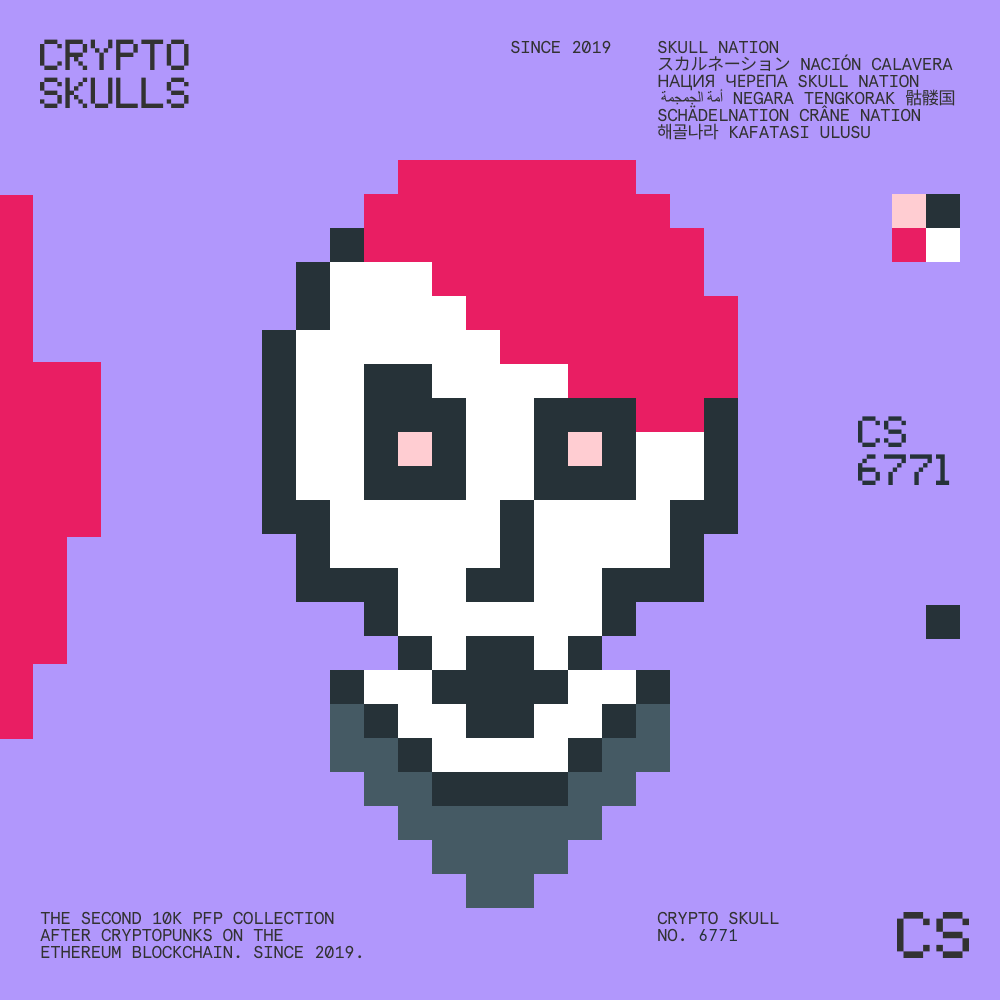 CRYPTO
SKULLS
SINCE 2019
SKULL NATION
スカルネーション NACIÓN CALAVERA
НАЦИЯ ЧЕРЕПА SKULL NATION
أمة الجمجمة NEGARA TENGKORAK 骷髅国
SCHÄDELNATION CRÂNE NATION
해골나라 KAFATASI ULUSU
CS
6771
THE SECOND 10K PFP COLLECTION
AFTER CRYPTOPUNKS ON THE
ETHEREUM BLOCKCHAIN. SINCE 2019.
CRYPTO SKULL
NO. 6771
CS